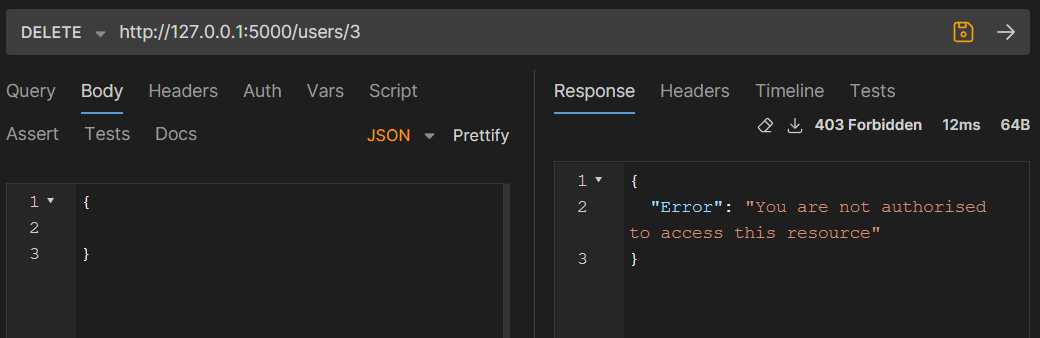 DELETE http://127.0.0.1:5000/users/3
Query Body Headers Auth Vars Script
Assert Tests Docs JSON Prettify
1 {
2
3 }
Response Headers Timeline Tests
403 Forbidden 12ms 64B
1 {
2 "Error": "You are not authorised
to access this resource"
3 }